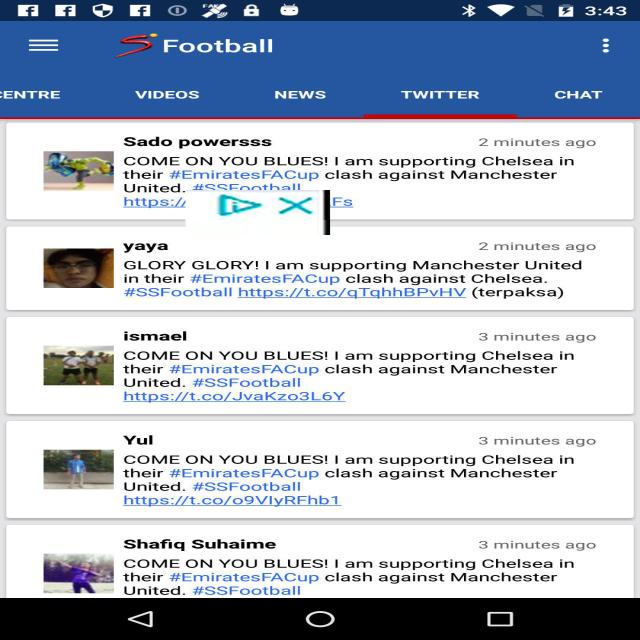 3:43
Football
CENTRE VIDEOS NEWS TWITTER CHAT
Sado powersss 2 minutes ago
COME ON YOU BLUES! I am supporting Chelsea in
their #EmiratesFACup clash against Manchester
United. #SSFootball
https:/ Fs
yaya 2 minutes ago
GLORY GLORY! I am supporting Manchester United
in their #EmiratesFACup clash against Chelsea.
#SSFootball https://t.co/qTqhhBPvHV (terpaksa)
ismael 3 minutes ago
COME ON YOU BLUES! I am supporting Chelsea in
their #EmiratesFACup clash against Manchester
United. #SSFootball
https://t.co/JvaKzo3L6Y
Yul 3 minutes ago
COME ON YOU BLUES! I am supporting Chelsea in
their #EmiratesFACup clash against Manchester
United. #SSFootball
https://t.co/o9VlyRFhb1
Shafiq Suhaime 3 minutes ago
COME ON YOU BLUES! I am supporting Chelsea in
their #EmiratesFACup clash against Manchester
United. #SSFootball